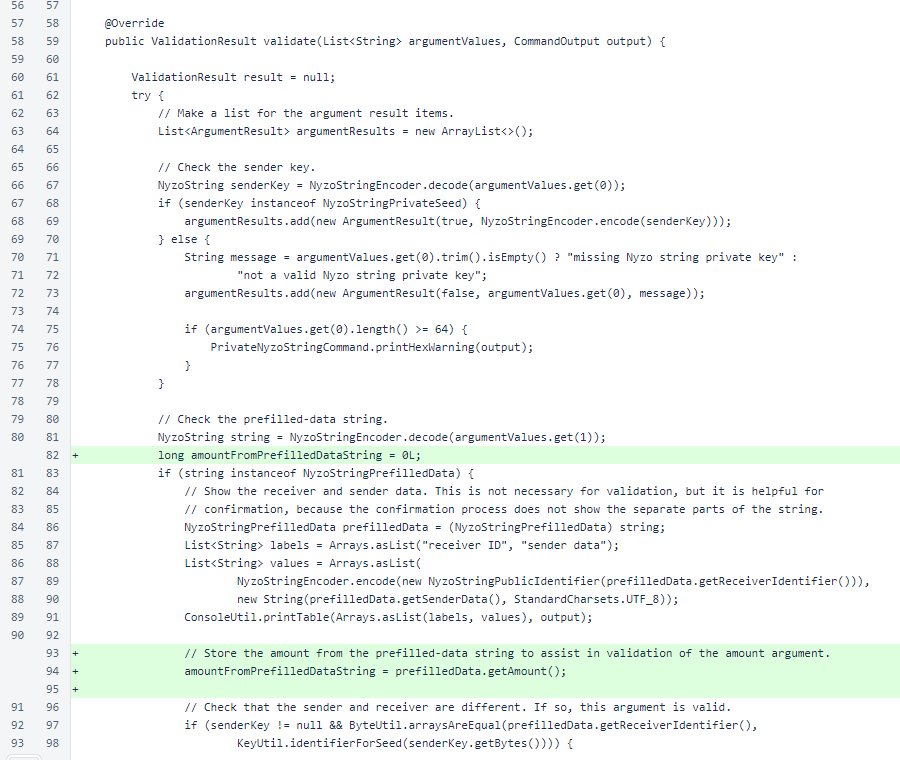 56 57
57 58 @Override
58 59 public ValidationResult validate(List<String> argumentValues, CommandOutput output) {
59 60
60 61 ValidationResult result = null;
61 62 try {
62 63 // Make a list for the argument result items.
63 64 List<ArgumentResult> argumentResults = new ArrayList<>();
64 65
65 66 // Check the sender key.
66 67 NyzoString senderKey = NyzoStringEncoder.decode(argumentValues.get(0));
67 68 if (senderKey instanceof NyzoStringPrivateSeed) {
68 69 argumentResults.add(new ArgumentResult(true, NyzoStringEncoder.encode(senderKey)));
69 70 } else {
70 71 String message = argumentValues.get(0).trim().isEmpty() ? "missing Nyzo string private key" :
71 72 "not a valid Nyzo string private key";
72 73 argumentResults.add(new ArgumentResult(false, argumentValues.get(0), message));
73 74
74 75 if (argumentValues.get(0).length() >= 64) {
75 76 PrivateNyzoStringCommand.printHexWarning(output);
76 77 }
77 78 }
78 79
79 80 // Check the prefilled-data string.
80 81 NyzoString string = NyzoStringEncoder.decode(argumentValues.get(1));
82 + long amountFromPrefilledDataString = 0L;
81 83 if (string instanceof NyzoStringPrefilledData) {
82 84 // Show the receiver and sender data. This is not necessary for validation, but it is helpful for
83 85 // confirmation, because the confirmation process does not show the separate parts of the string.
84 86 NyzoStringPrefilledData prefilledData = (NyzoStringPrefilledData) string;
85 87 List<String> labels = Arrays.asList("receiver ID", "sender data");
86 88 List<String> values = Arrays.asList(
87 89 NyzoStringEncoder.encode(new NyzoStringPublicIdentifier(prefilledData.getReceiverIdentifier())),
88 90 new String(prefilledData.getSenderData(), StandardCharsets.UTF_8));
89 91 ConsoleUtil.printTable(Arrays.asList(labels, values), output);
90 92
93 + // Store the amount from the prefilled-data string to assist in validation of the amount argument.
94 + amountFromPrefilledDataString = prefilledData.getAmount();
95 +
91 96 // Check that the sender and receiver are different. If so, this argument is valid.
92 97 if (senderKey != null && ByteUtil.arraysAreEqual(prefilledData.getReceiverIdentifier(),
93 98 KeyUtil.identifierForSeed(senderKey.getBytes()))) {